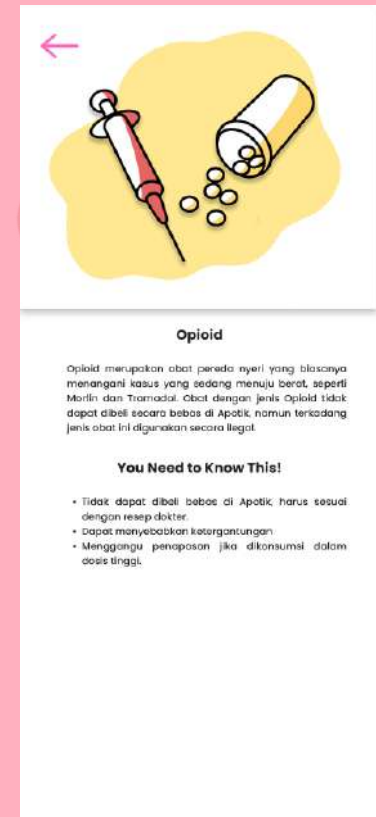 Opioid
Opioid merupakan obat pereda nyeri yang biasanya
menangani kasus yang sedang menuju berat, seperti
Morfin dan Tramadol. Obat dengan jenis Opioid tidak
dapat dibeli secara bebas di Apotik, namun terkadang
jenis obat ini digunakan secara ilegal.
You Need to Know This!
• Tidak dapat dibeli bebas di Apotik, harus sesuai
dengan resep dokter.
• Dapat menyebabkan ketergantungan
• Menggangu penapasan jika dikonsumsi dalam
dosis tinggi.